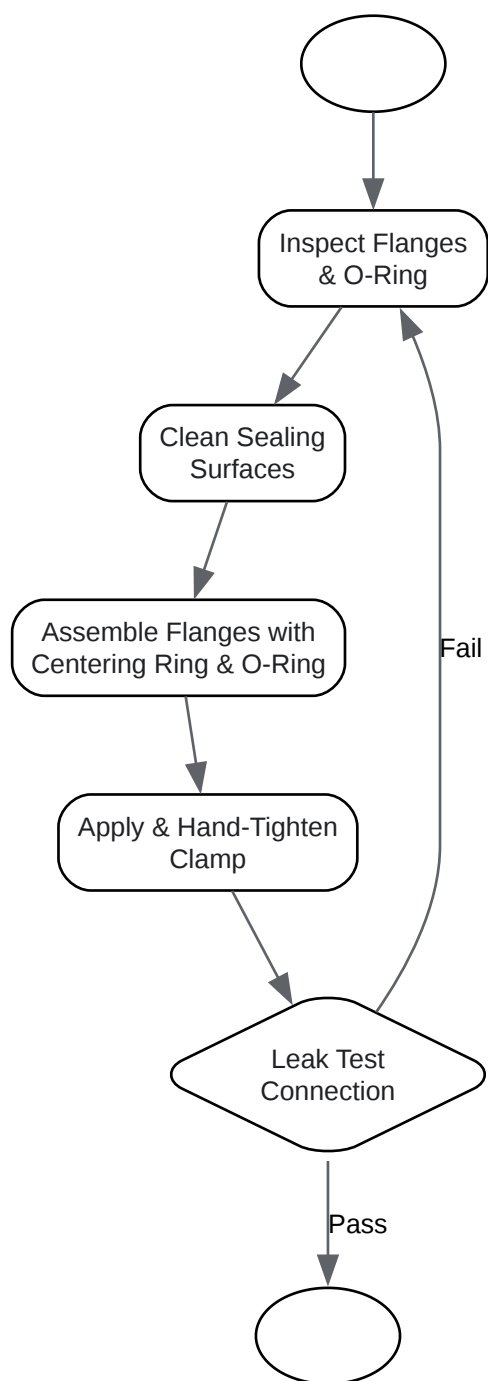 Inspect Flanges
& O-Ring
Clean Sealing
Surfaces
Assemble Flanges with
Centering Ring & O-Ring
Fail
Apply & Hand-Tighten
Clamp
Leak Test
Connection
Pass